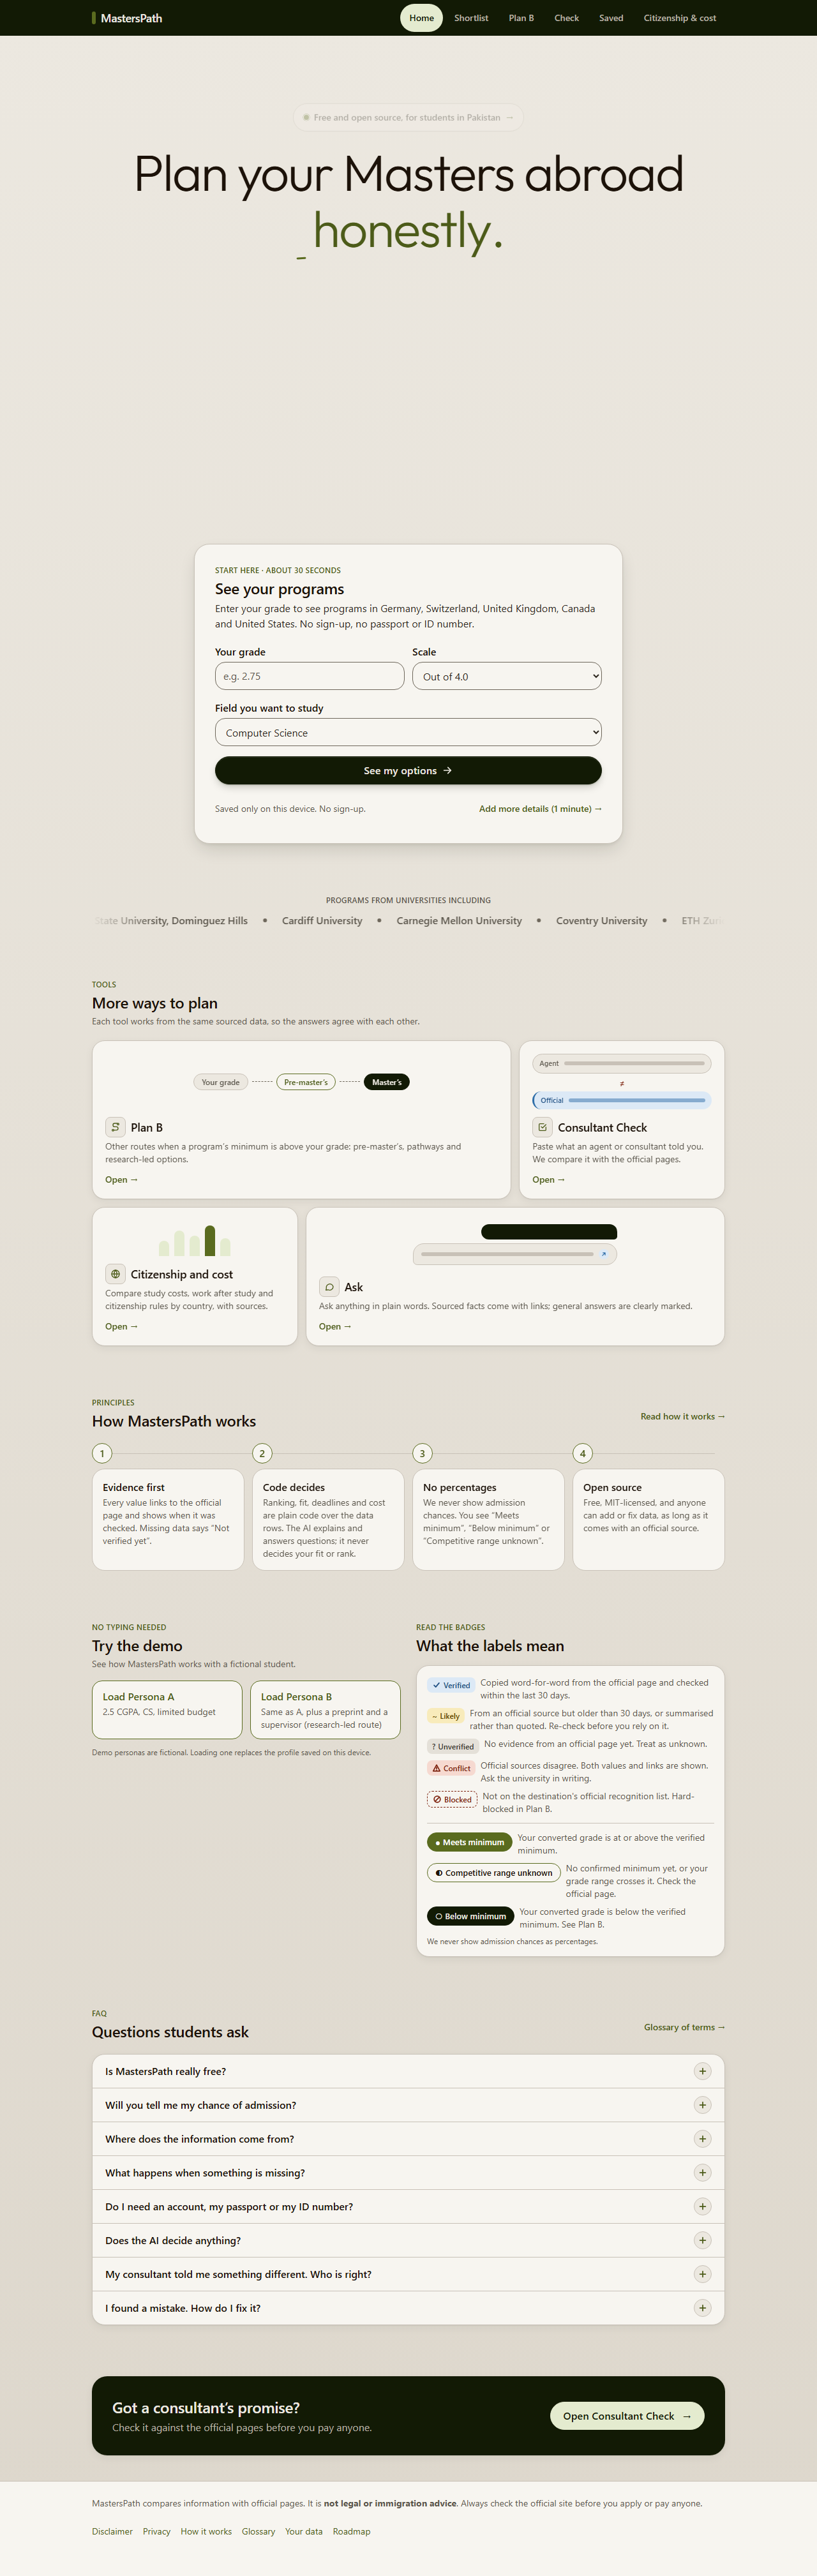 MastersPath
Home Shortlist Plan B Check Saved Citizenship & cost
Free and open source, for students in Pakistan →
Plan your Masters abroad
honestly.
START HERE · ABOUT 30 SECONDS
See your programs
Enter your grade to see programs in Germany, Switzerland, United Kingdom, Canada
and United States. No sign-up, no passport or ID number.
Your grade
Scale
e.g. 2.75
Out of 4.0
Field you want to study
Computer Science
See my options →
Saved only on this device. No sign-up.
Add more details (1 minute) →
PROGRAMS FROM UNIVERSITIES INCLUDING
State University, Dominguez Hills • Cardiff University • Carnegie Mellon University • Coventry University • ETH
TOOLS
More ways to plan
Each tool works from the same sourced data, so the answers agree with each other.
Your grade
Pre-master's
Master's
Plan B
Other routes when a program's minimum is above your grade: pre-master's, pathways and
research-led options.
Open →
Agent
≠
Official
Consultant Check
Paste what an agent or consultant told you.
We compare it with the official pages.
Open →
Citizenship and cost
Compare study costs, work after study and
citizenship rules by country, with sources.
Open →
Ask
Ask anything in plain words. Sourced facts come with links; general answers are clearly marked.
Open →
PRINCIPLES
How MastersPath works
Read how it works →
1
2
3
4
Evidence first
Every value links to the official
page and shows when it was
checked. Missing data says "Not
verified yet".
Code decides
Ranking, fit, deadlines and cost
are plain code over the data
rows. The AI explains and
answers questions; it never
decides your fit or rank.
No percentages
We never show admission
chances. You see "Meets
minimum", "Below minimum" or
"Competitive range unknown".
Open source
Free, MIT-licensed, and anyone
can add or fix data, as long as it
comes with an official source.
NO TYPING NEEDED
Try the demo
See how MastersPath works with a fictional student.
Load Persona A
2.5 CGPA, CS, limited budget
Load Persona B
Same as A, plus a preprint and a
supervisor (research-led route)
Demo personas are fictional. Loading one replaces the profile saved on this device.
READ THE BADGES
What the labels mean
✓ Verified
Copied word-for-word from the official page and checked
within the last 30 days.
~ Likely
From an official source but older than 30 days, or summarised
rather than quoted. Re-check before you rely on it.
? Unverified
No evidence from an official page yet. Treat as unknown.
Conflict
Official sources disagree. Both values and links are shown.
Ask the university in writing.
Blocked
Not on the destination's official recognition list. Hard-
blocked in Plan B.
Meets minimum
Your converted grade is at or above the verified
minimum.
Competitive range unknown
No confirmed minimum yet, or your
grade range crosses it. Check the
official page.
Below minimum
Your converted grade is below the verified
minimum. See Plan B.
We never show admission chances as percentages.
FAQ
Questions students ask
Glossary of terms →
Is MastersPath really free?
Will you tell me my chance of admission?
Where does the information come from?
What happens when something is missing?
Do I need an account, my passport or my ID number?
Does the AI decide anything?
My consultant told me something different. Who is right?
I found a mistake. How do I fix it?
Got a consultant's promise?
Check it against the official pages before you pay anyone.
Open Consultant Check →
MastersPath compares information with official pages. It is not legal or immigration advice. Always check the official site before you apply or pay anyone.
Disclaimer Privacy How it works Glossary Your data Roadmap